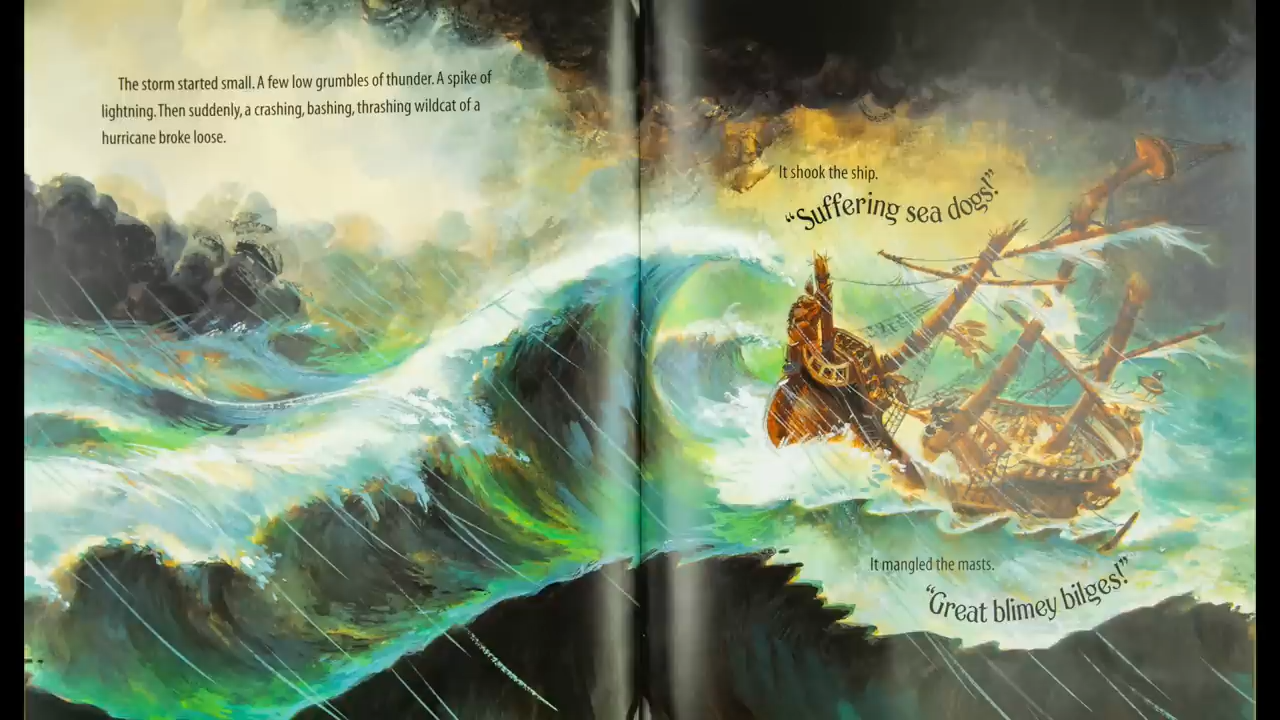 The storm started small. A few low grumbles of thunder. A spike of
lightning. Then suddenly, a crashing, bashing, thrashing wildcat of a
hurricane broke loose.
It shook the ship.
“Suffering sea dogs!”
It mangled the masts.
“Great blimey bilges!”